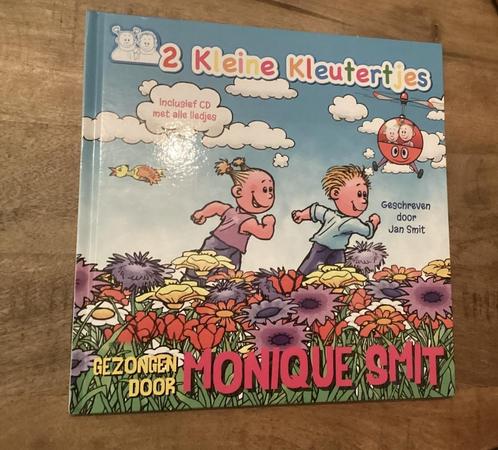 2 Kleine Kleutertjes
Inclusief CD
met alle liedjes
Geschreven
door
Jan Smit
GEZONGEN
DOOR
MONIQUE SMIT